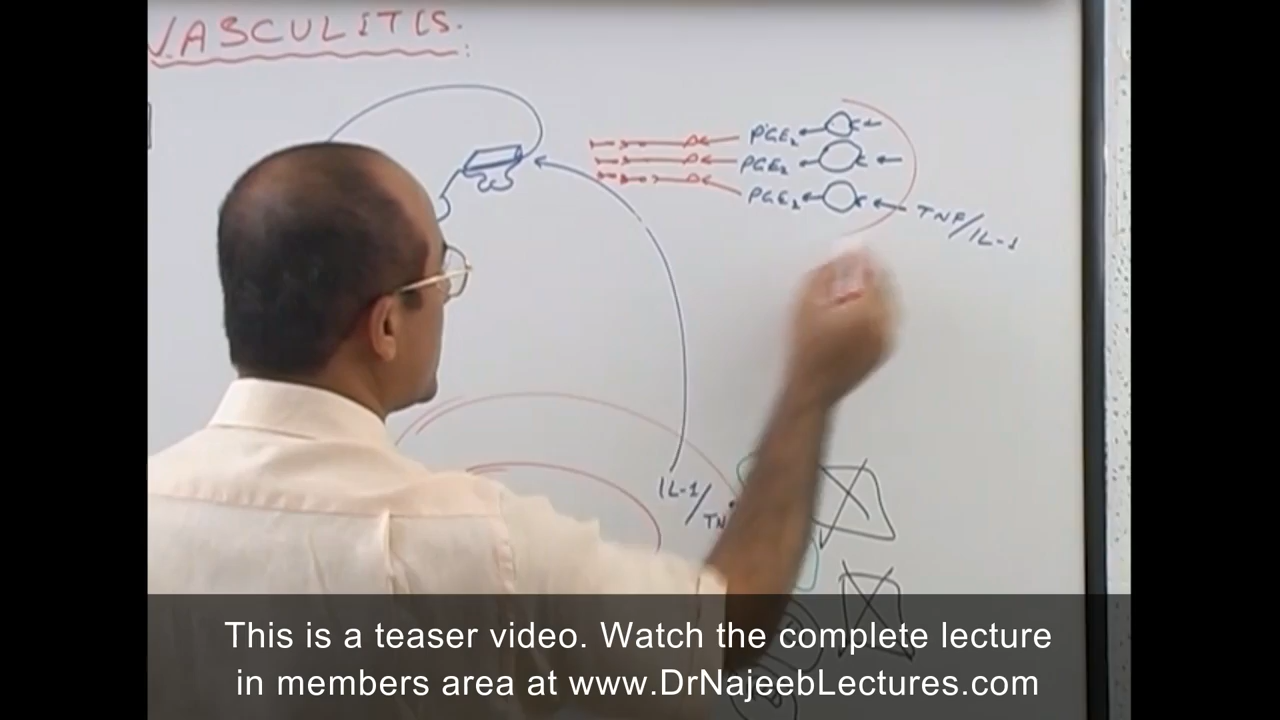 VASCULITIS.
PGE₂
PGE₂
PGE₂
TNF/IL-1
IL-1/
TN
This is a teaser video. Watch the complete lecture
in members area at www.DrNajeebLectures.com